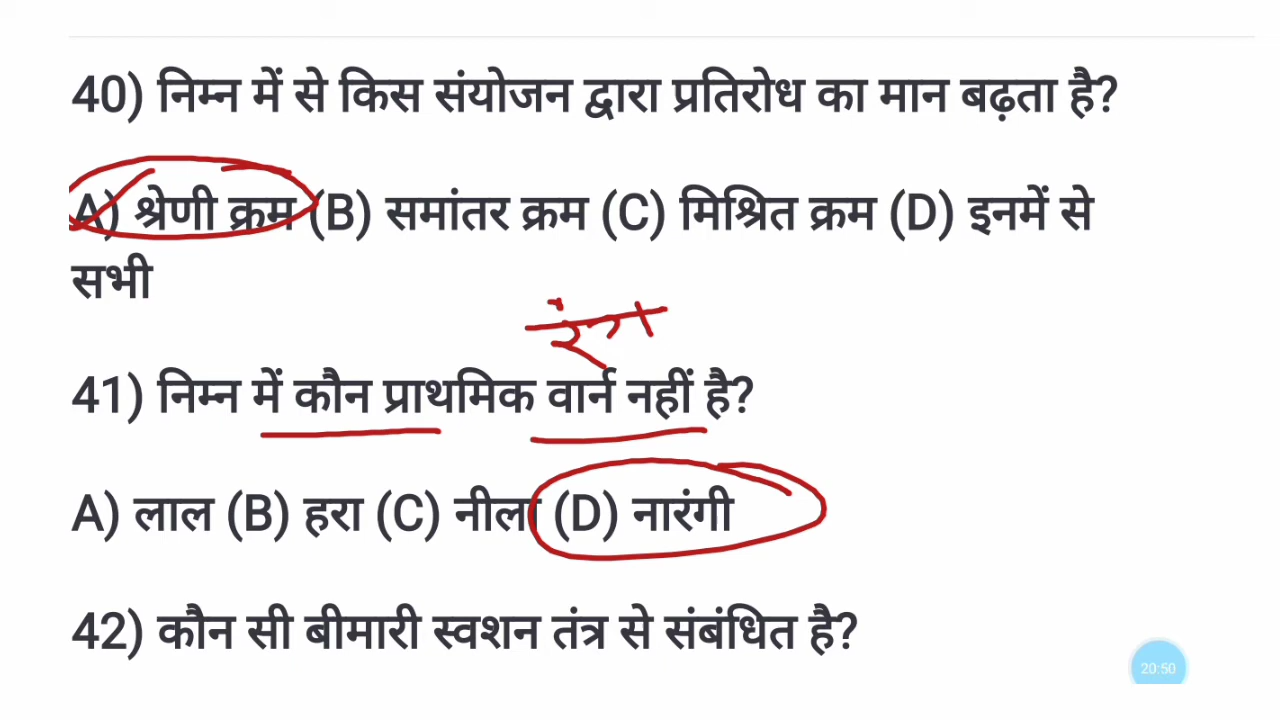 40) निम्न में से किस संयोजन द्वारा प्रतिरोध का मान बढ़ता है?
A) श्रेणी क्रम (B) समांतर क्रम (C) मिश्रित क्रम (D) इनमें से
सभी
रंग
41) निम्न में कौन प्राथमिक वार्न नहीं है?
A) लाल (B) हरा (C) नीला (D) नारंगी
42) कौन सी बीमारी स्वशन तंत्र से संबंधित है?
20:50